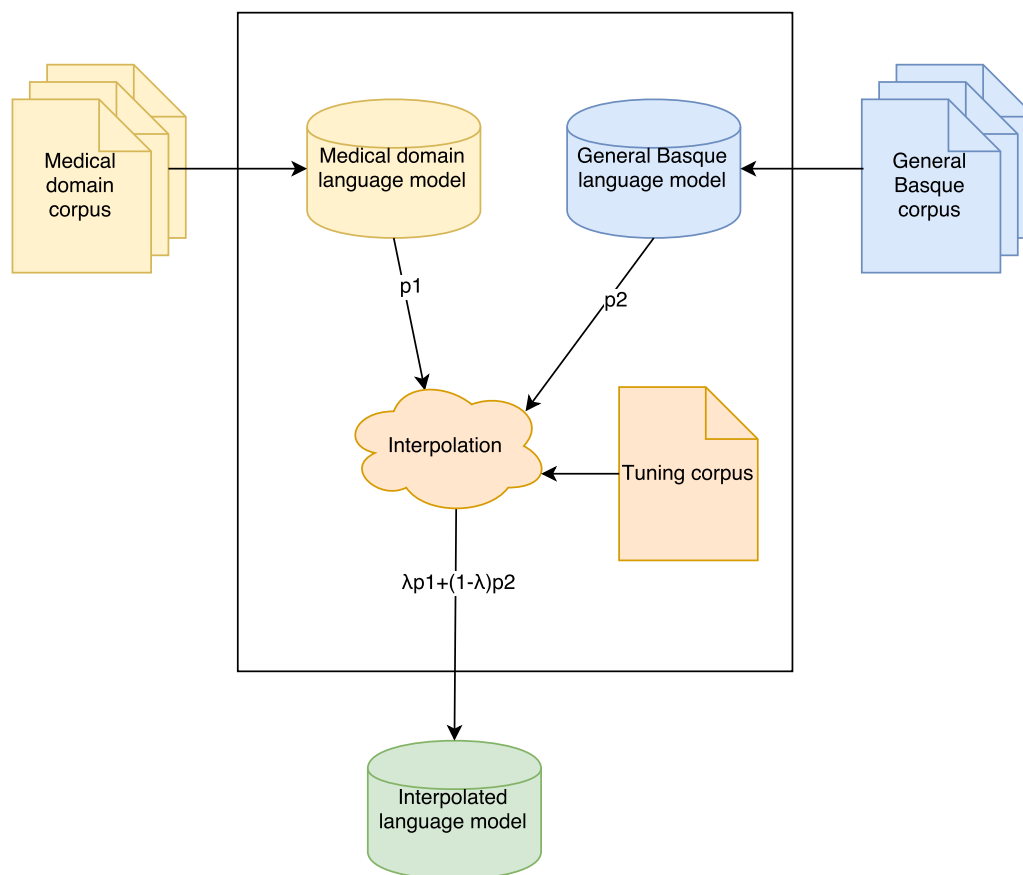 Medical
domain
corpus
Medical domain
language model
General Basque
language model
General
Basque
corpus
p1
p2
Interpolation
Tuning corpus
λp1+(1-λ)p2
Interpolated
language model